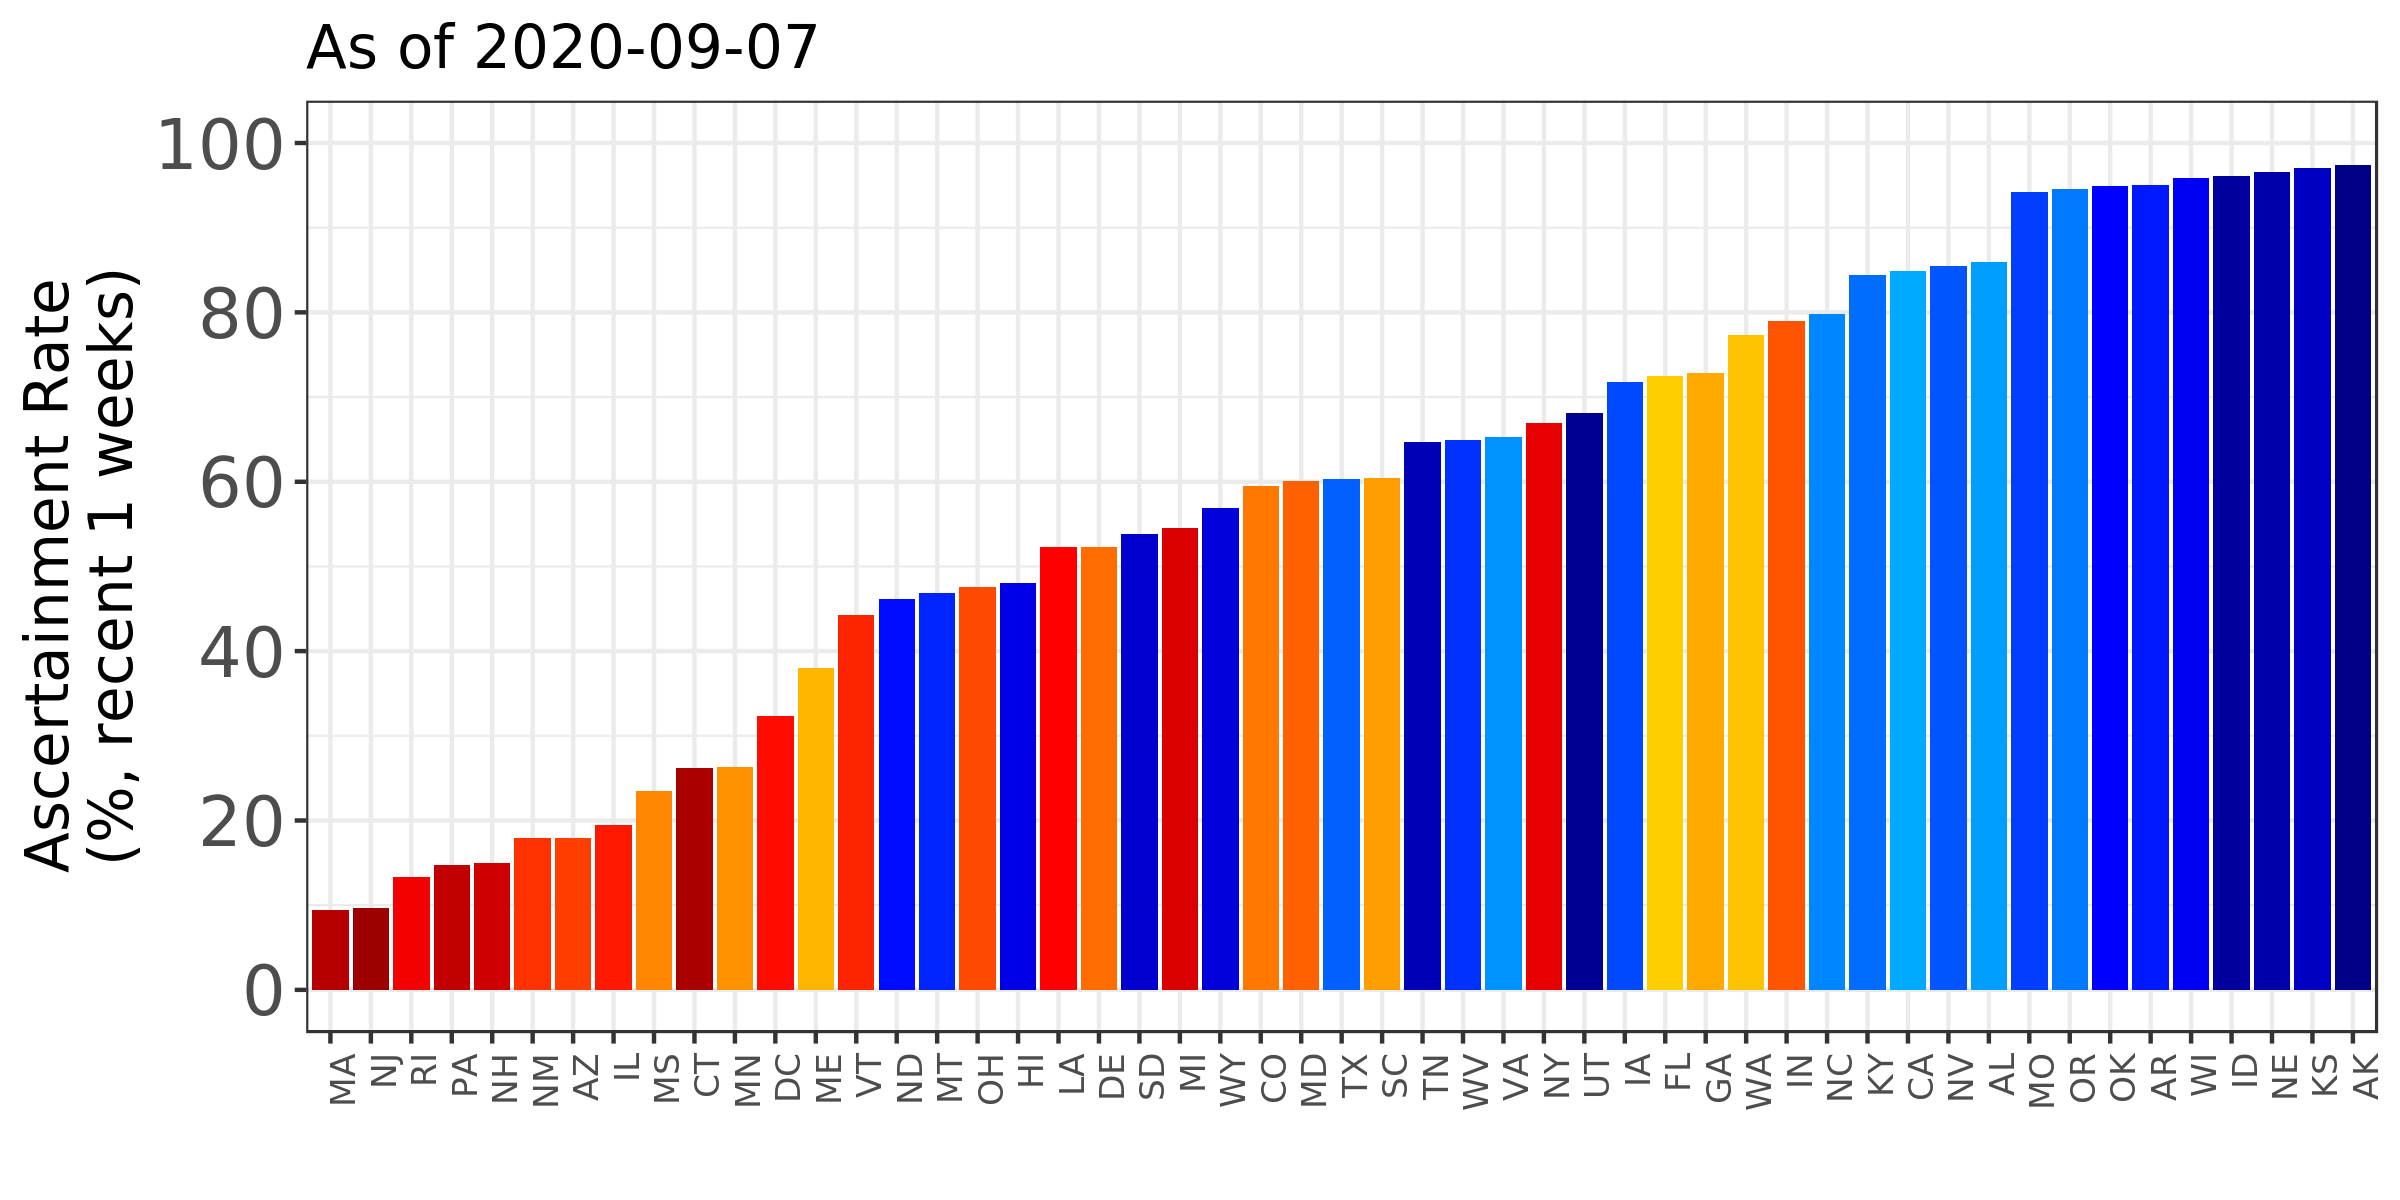 As of 2020-09-07
Ascertainment Rate
(%, recent 1 weeks)
100
80
60
40
20
0
MA NJ RI PA NH NM AZ IL MS CT MN DC ME VT ND MT OH HI LA DE SD MI WY CO MD TX SC TN WV VA NY UT IA FL GA WA IN NC KY CA NV AL MO OR OK AR WI ID NE KS AK